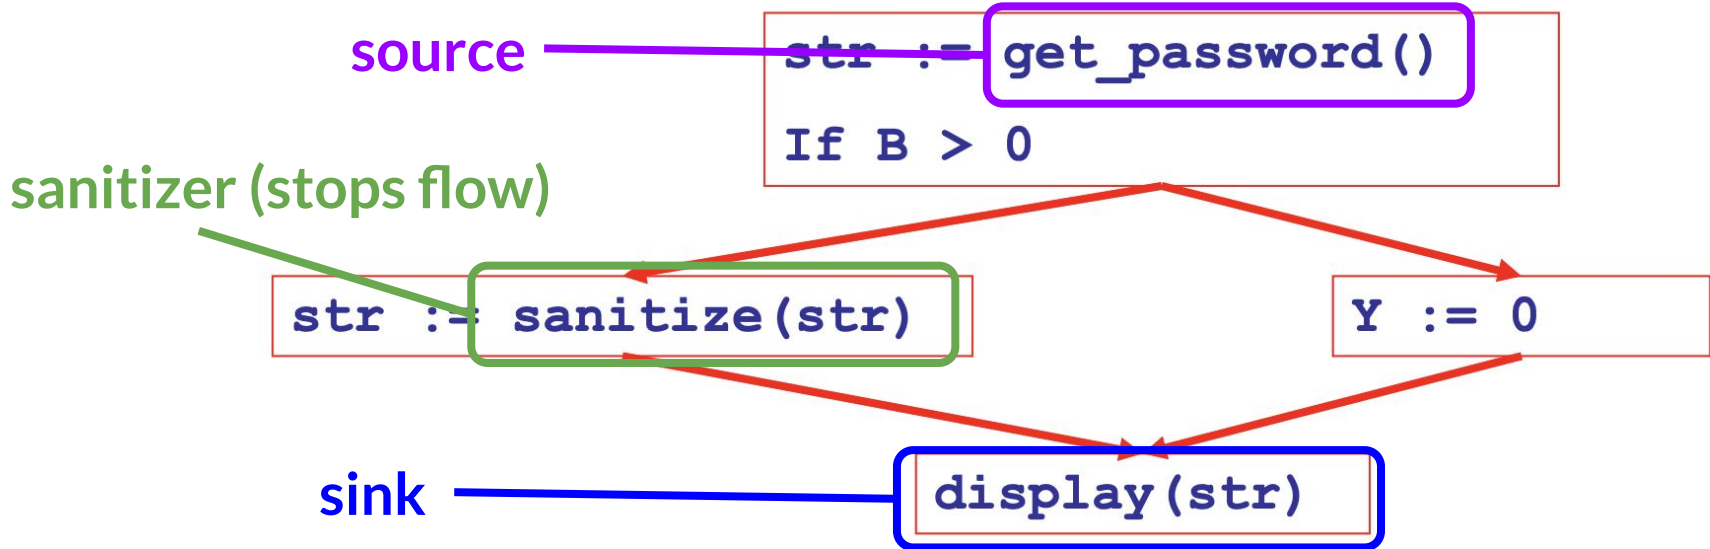 source
str := get_password()
If B > 0
sanitizer (stops flow)
str := sanitize(str)
Y := 0
sink
display(str)